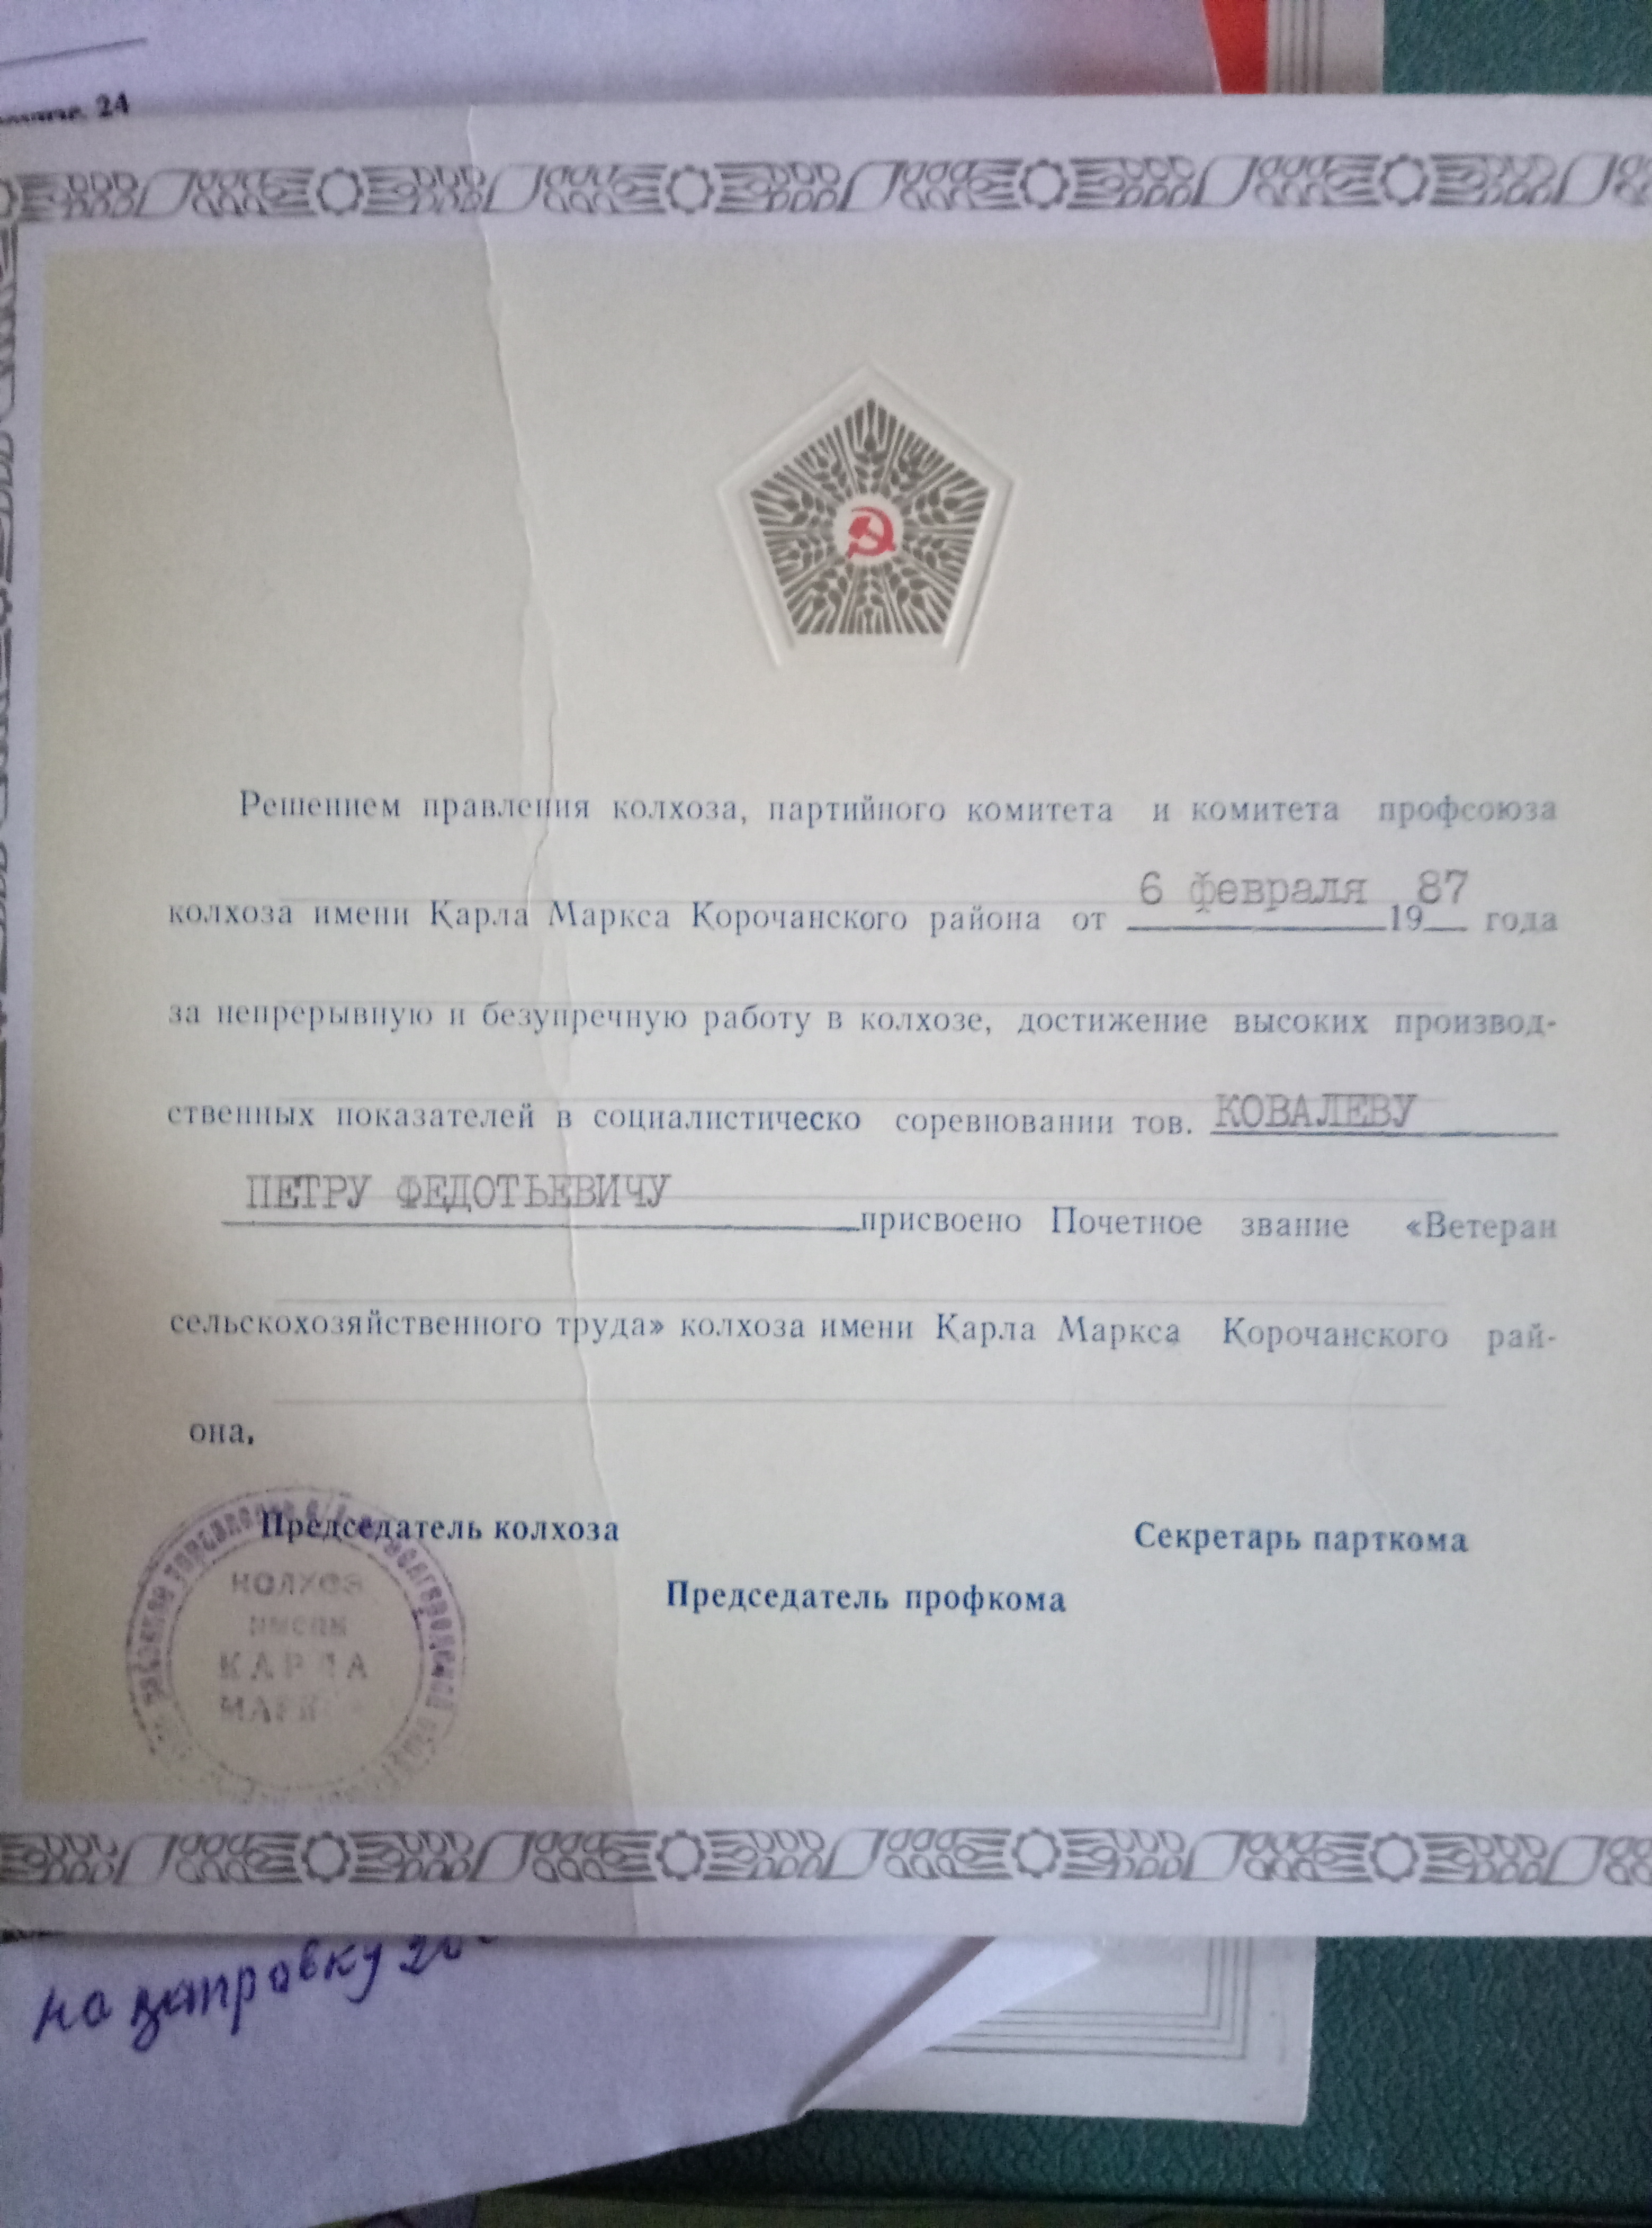 24
Решением правления колхоза, партийного комитета и комитета профсоюза
колхоза имени Карла Маркса Корочанского района от 6 февраля 1987 года
за непрерывную и безупречную работу в колхозе, достижение высоких производ-
ственных показателей в социалистическо соревновании тов. КОВАЛЕВУ
ПЕТРУ ФЕДОТЬЕВИЧУ присвоено Почетное звание «Ветеран
сельскохозяйственного труда» колхоза имени Карла Маркса Корочанского рай-
она.
Председатель колхоза
Секретарь парткома
Председатель профкома
КОЛХОЗ
имени
КАРЛА
на заправку